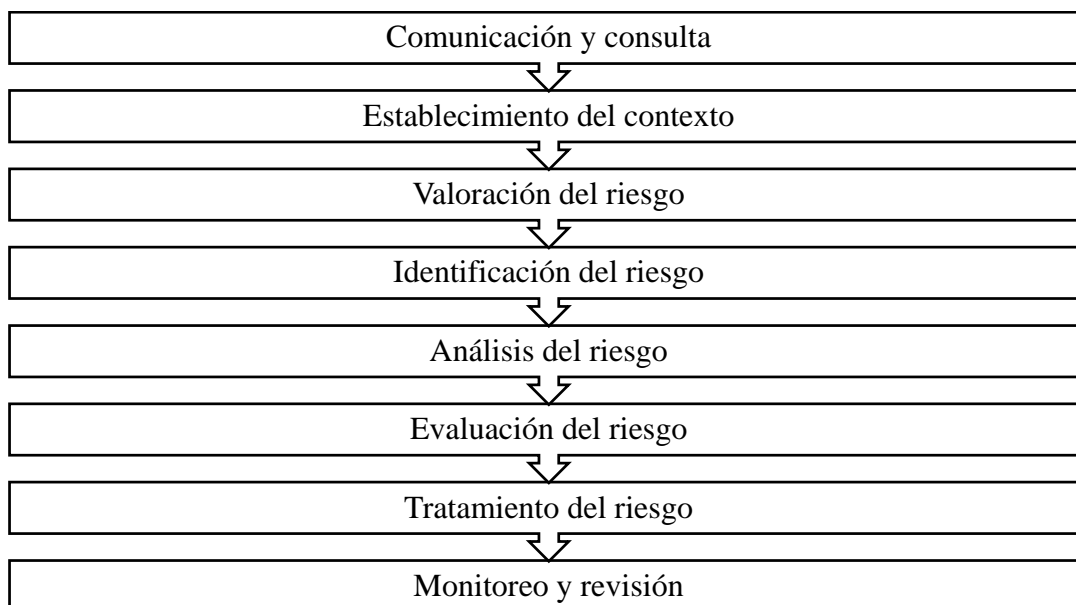 Comunicación y consulta
Establecimiento del contexto
Valoración del riesgo
Identificación del riesgo
Análisis del riesgo
Evaluación del riesgo
Tratamiento del riesgo
Monitoreo y revisión